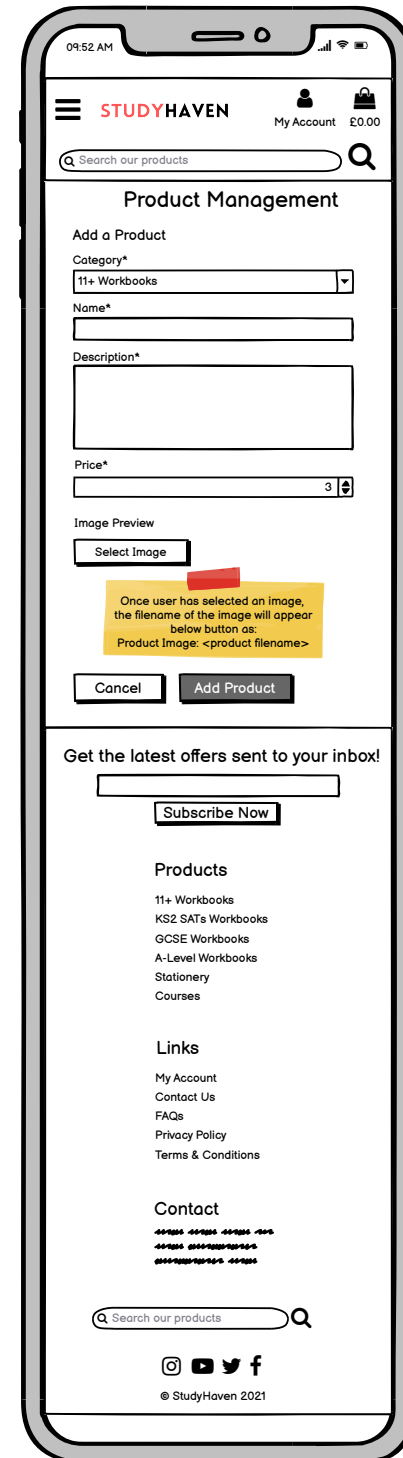 09:52 AM
STUDYHAVEN
My Account £0.00
Search our products
Product Management
Add a Product
Category*
11+ Workbooks
Name*
Description*
Price*
3
Image Preview
Select Image
Once user has selected an image,
the filename of the image will appear
below button as:
Product Image: <product filename>
Cancel Add Product
Get the latest offers sent to your inbox!
Subscribe Now
Products
11+ Workbooks
KS2 SATs Workbooks
GCSE Workbooks
A-Level Workbooks
Stationery
Courses
Links
My Account
Contact Us
FAQs
Privacy Policy
Terms & Conditions
Contact
Search our products
© StudyHaven 2021